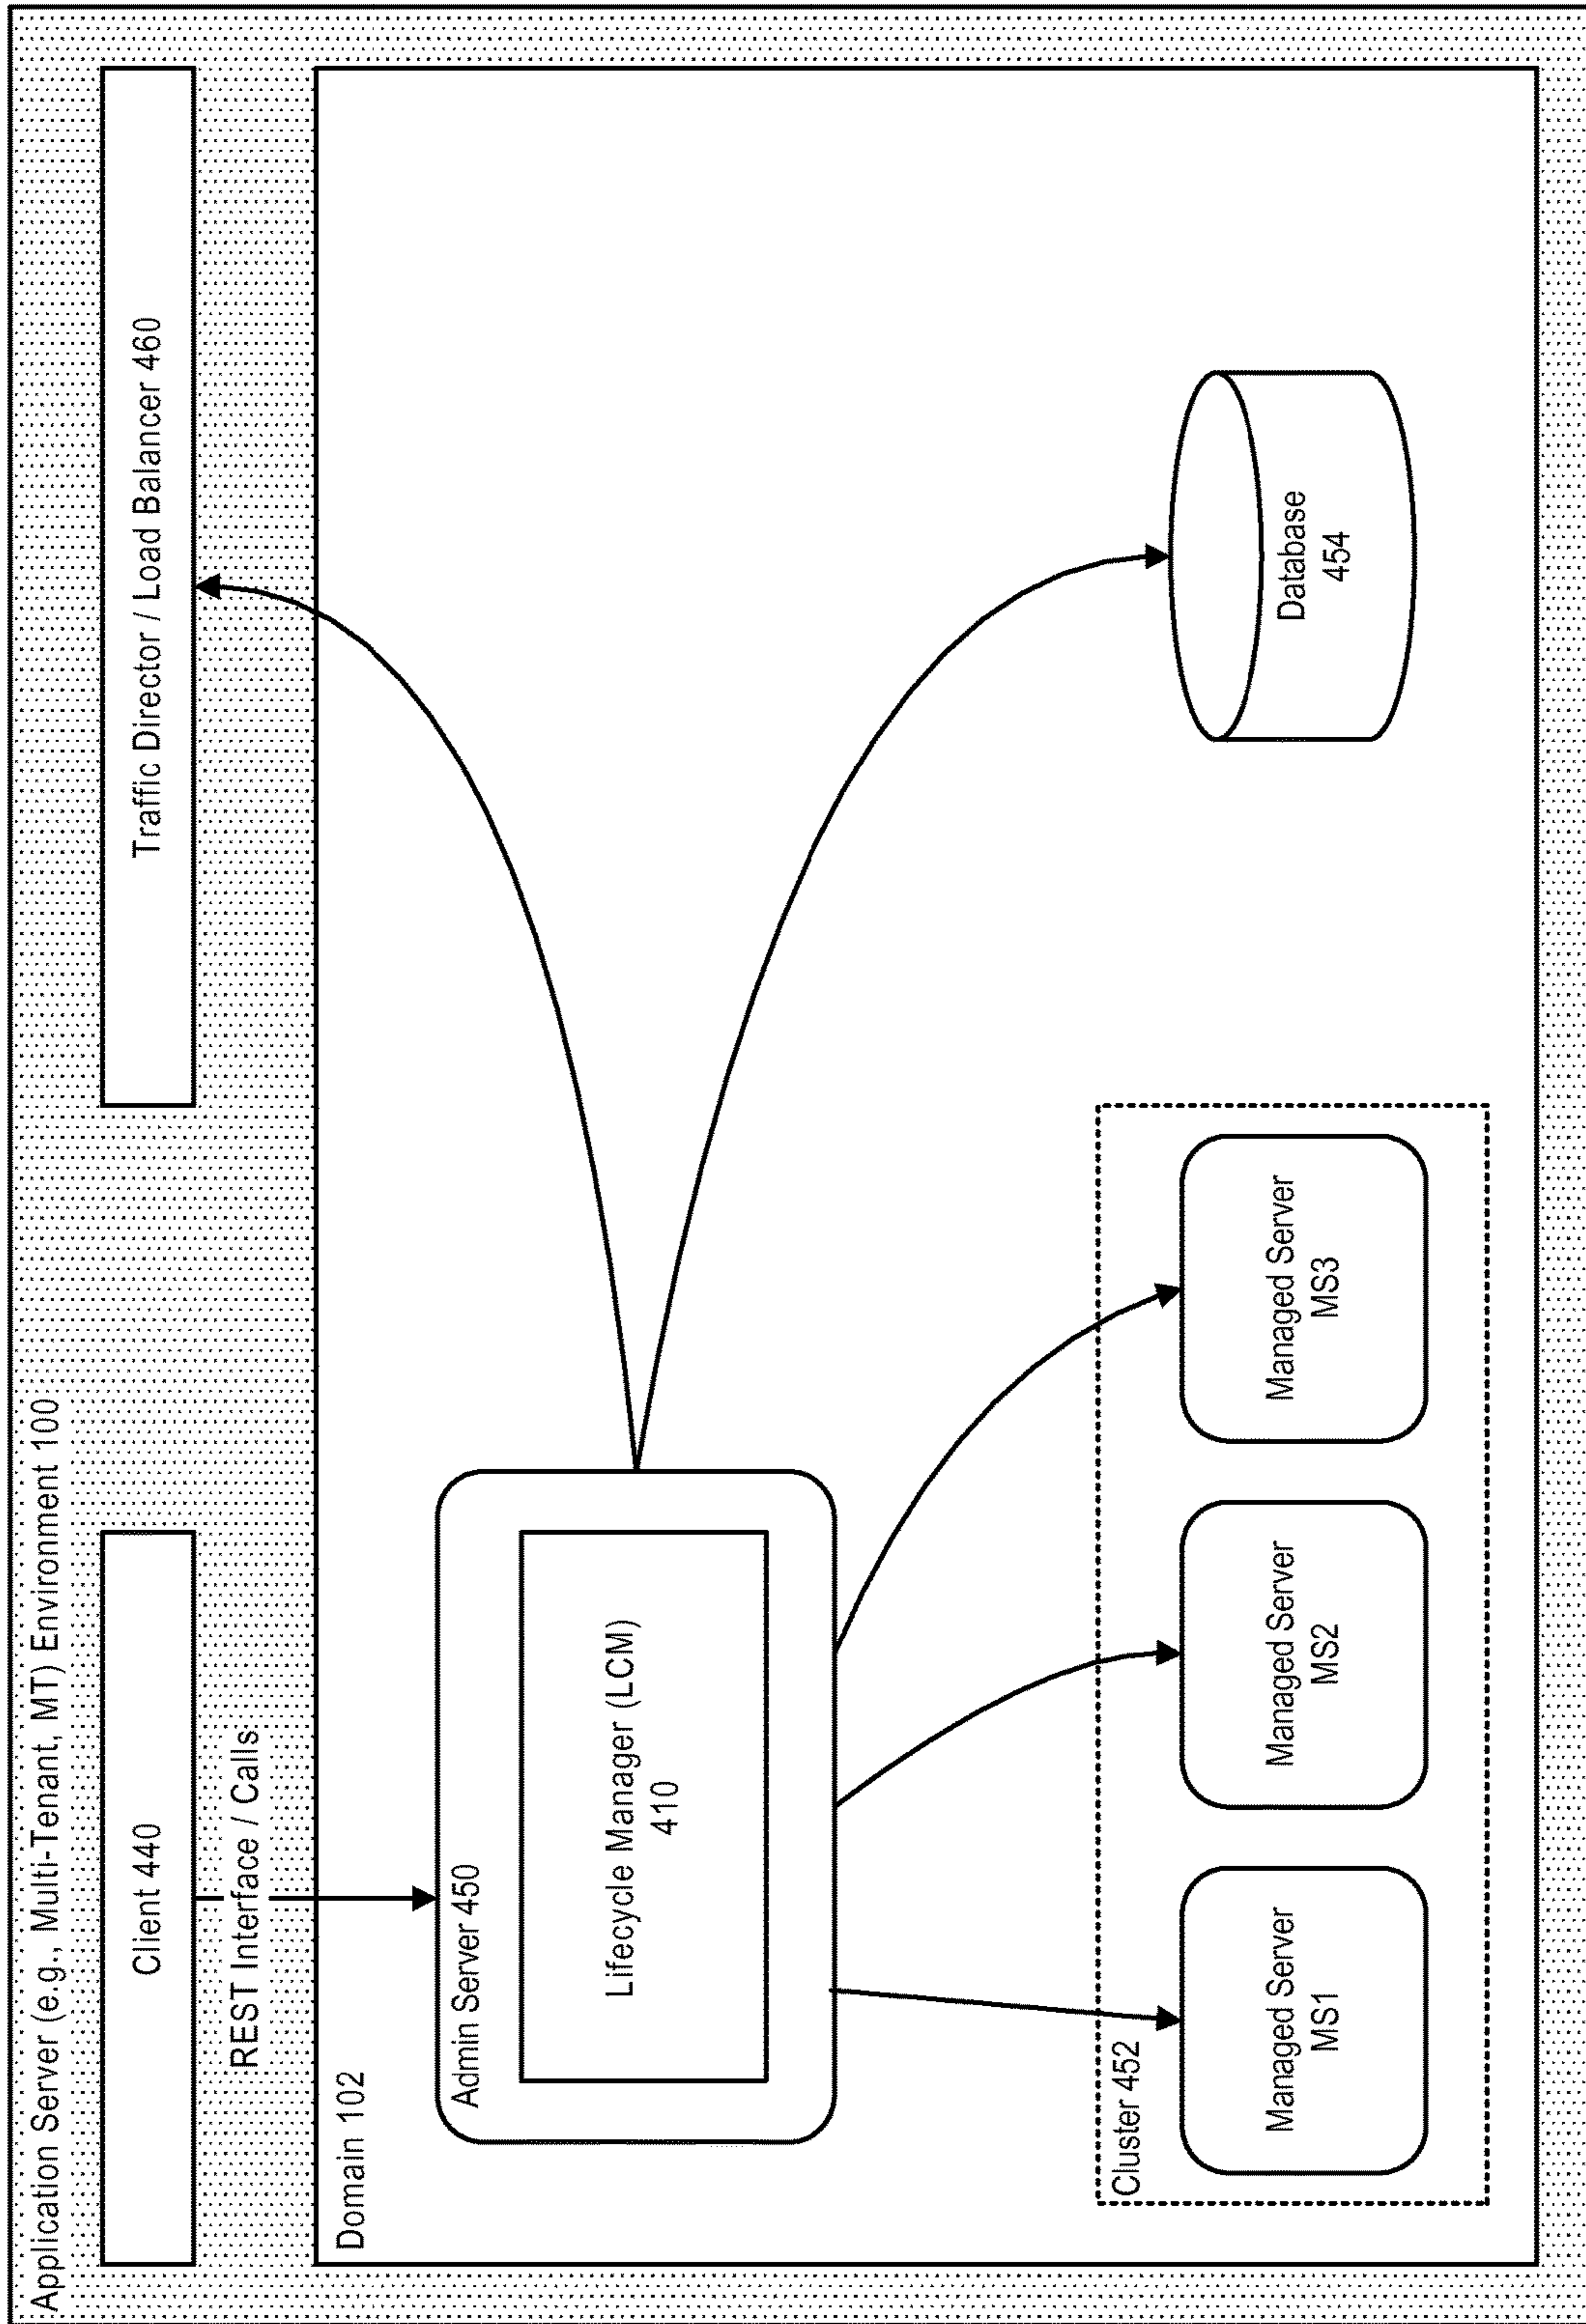 Application Server (e.g., Multi-Tenant, MT) Environment 100
Client 440
Traffic Director / Load Balancer 460
REST Interface / Calls
Domain 102
Admin Server 450
Lifecycle Manager (LCM)
410
Cluster 452
Managed Server
MS1
Managed Server
MS2
Managed Server
MS3
Database
454